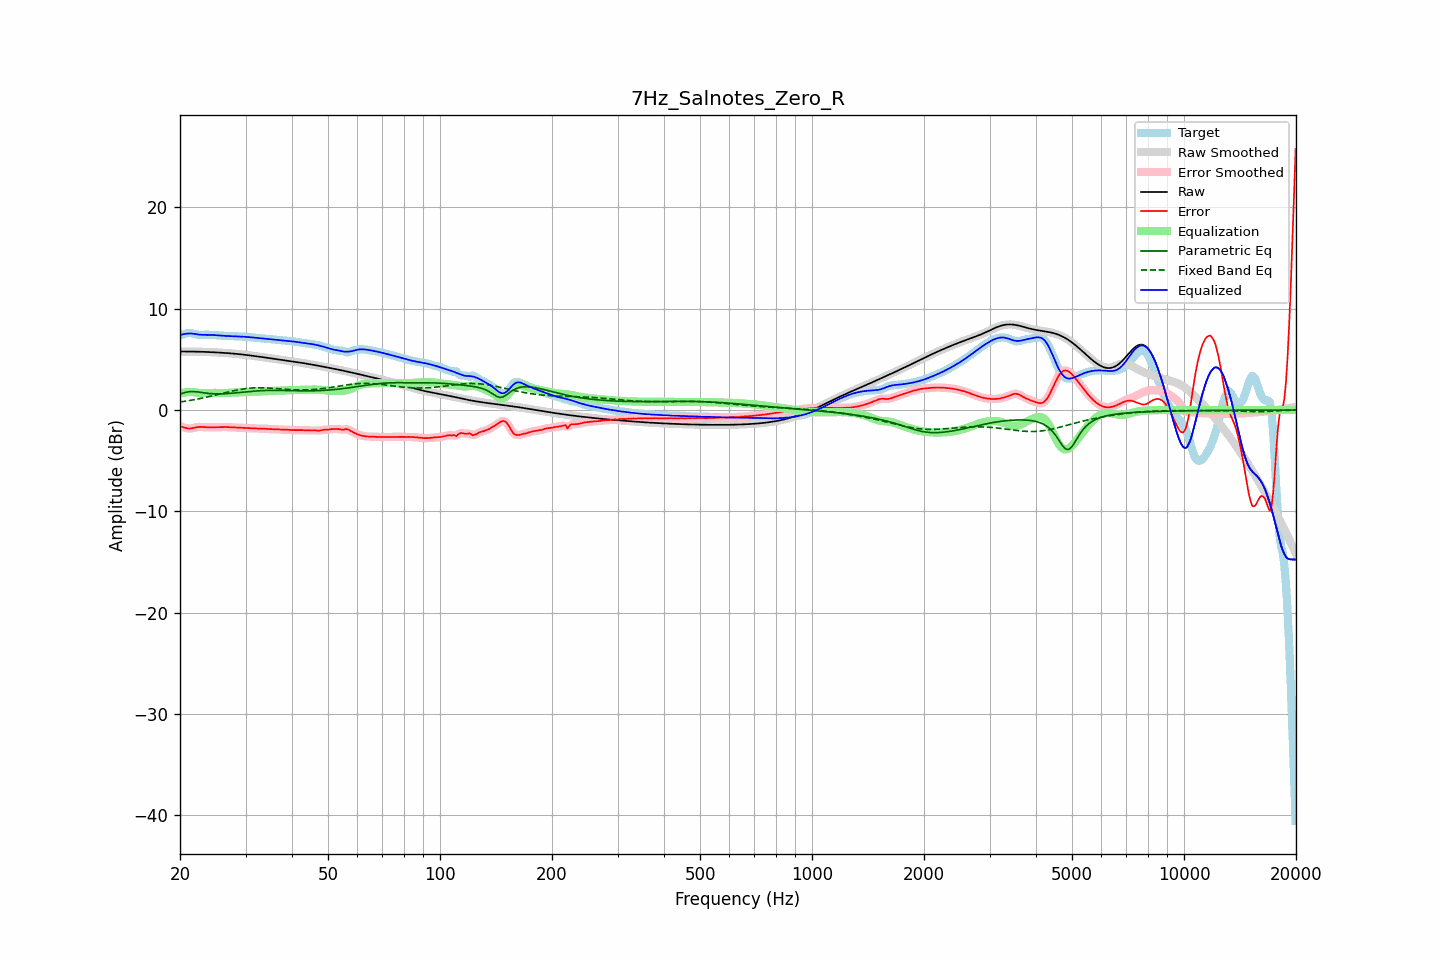 7Hz_Salnotes_Zero_R
Target
Raw Smoothed
Error Smoothed
Raw
Error
Equalization
Parametric Eq
Fixed Band Eq
Equalized
20
10
0
−10
−20
−30
−40
Amplitude (dBr)
20
50
100
200
500
1000
2000
5000
10000
20000
Frequency (Hz)